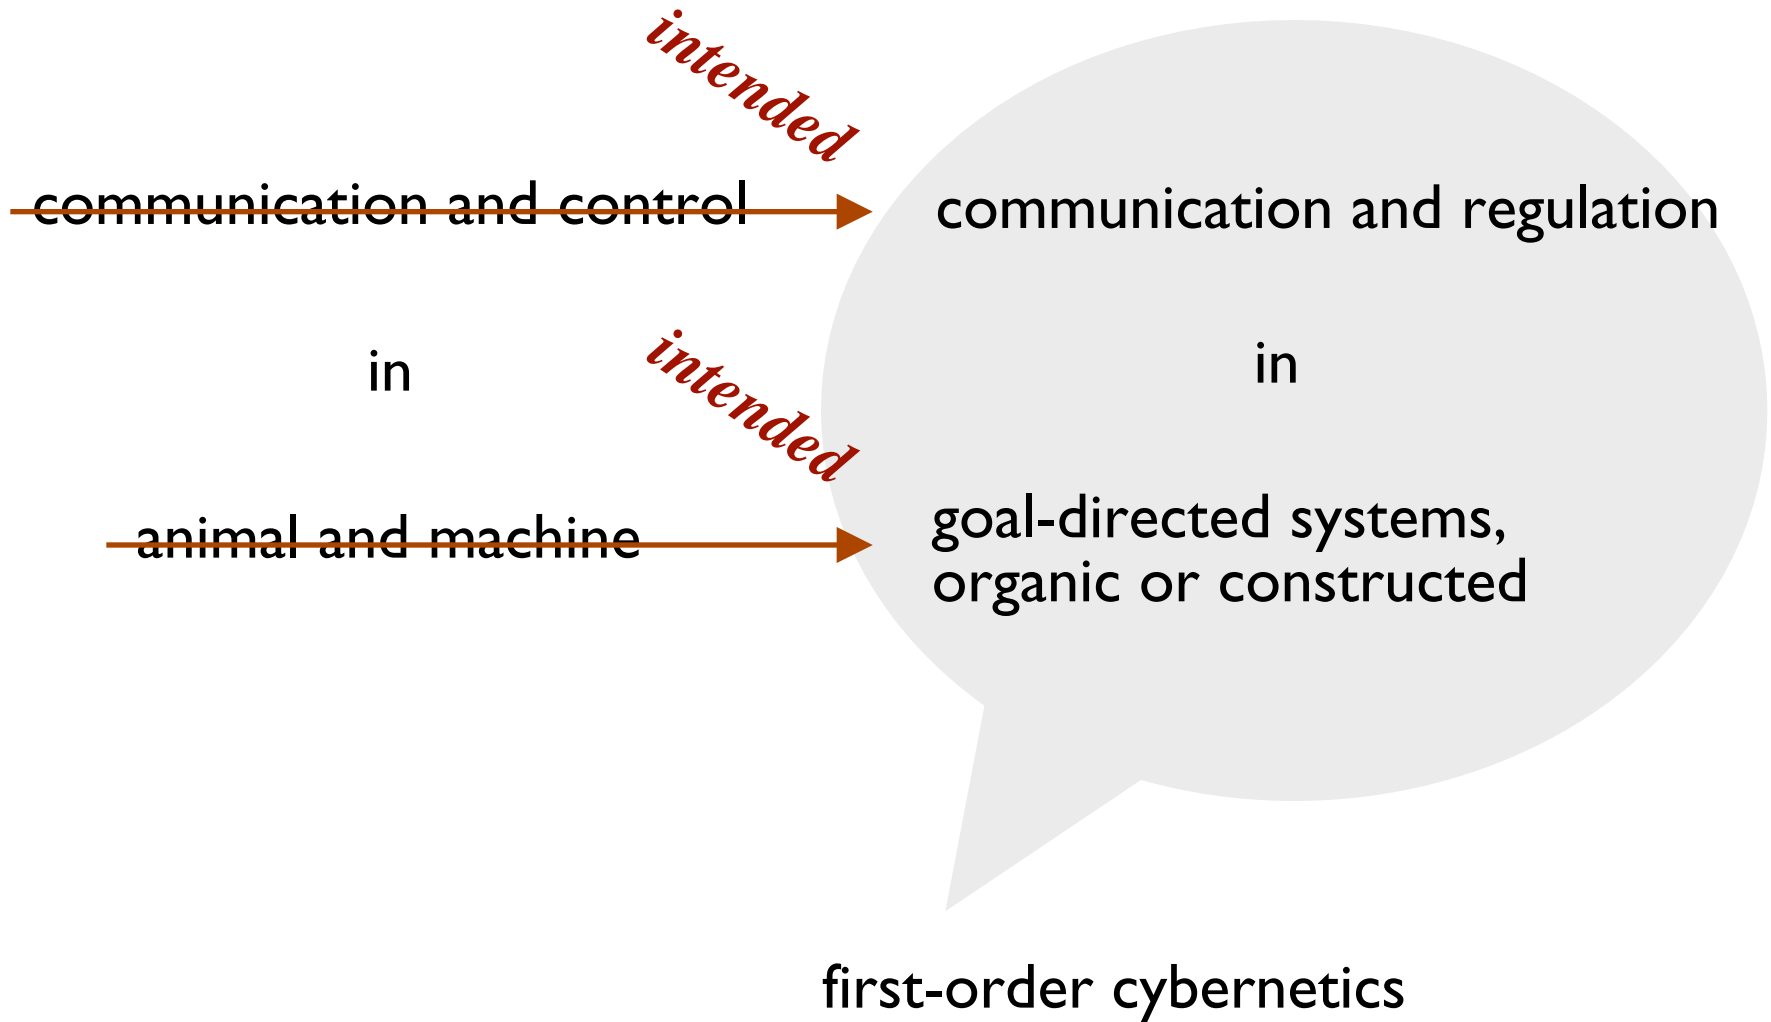 intended
communication and control
communication and regulation
in
in
intended
animal and machine
goal-directed systems,
organic or constructed
first-order cybernetics